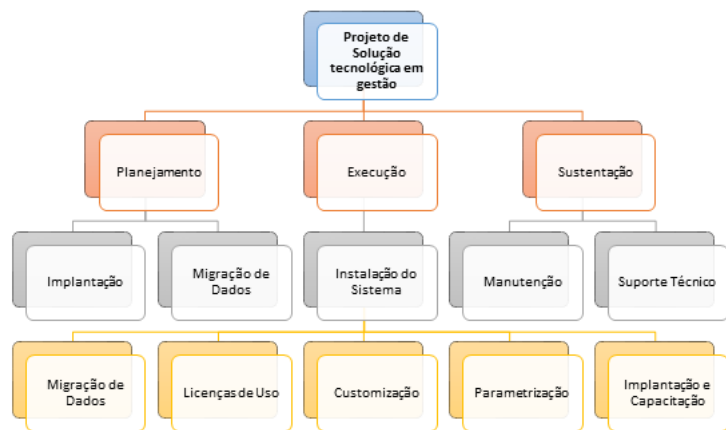 Projeto de
Solução
tecnológica em
gestão
Planejamento
Execução
Sustentação
Implantação
Migração de
Dados
Instalação do
Sistema
Manutenção
Suporte Técnico
Migração de
Dados
Licenças de Uso
Customização
Parametrização
Implantação e
Capacitação